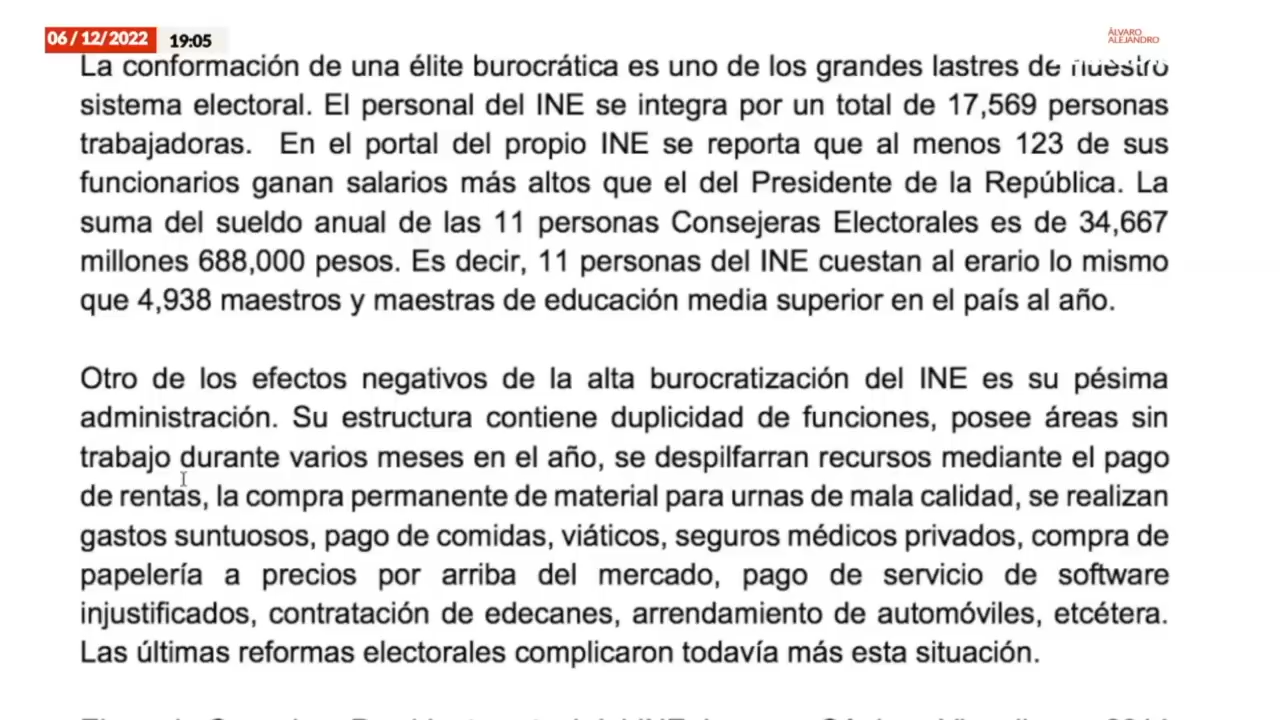 06/12/2022 19:05
ÁLVARO
ALEJANDRO
La conformación de una élite burocrática es uno de los grandes lastres de nuestro
sistema electoral. El personal del INE se integra por un total de 17,569 personas
trabajadoras. En el portal del propio INE se reporta que al menos 123 de sus
funcionarios ganan salarios más altos que el del Presidente de la República. La
suma del sueldo anual de las 11 personas Consejeras Electorales es de 34,667
millones 688,000 pesos. Es decir, 11 personas del INE cuestan al erario lo mismo
que 4,938 maestros y maestras de educación media superior en el país al año.
Otro de los efectos negativos de la alta burocratización del INE es su pésima
administración. Su estructura contiene duplicidad de funciones, posee áreas sin
trabajo durante varios meses en el año, se despilfarran recursos mediante el pago
de rentas, la compra permanente de material para urnas de mala calidad, se realizan
gastos suntuosos, pago de comidas, viáticos, seguros médicos privados, compra de
papelería a precios por arriba del mercado, pago de servicio de software
injustificados, contratación de edecanes, arrendamiento de automóviles, etcétera.
Las últimas reformas electorales complicaron todavía más esta situación.